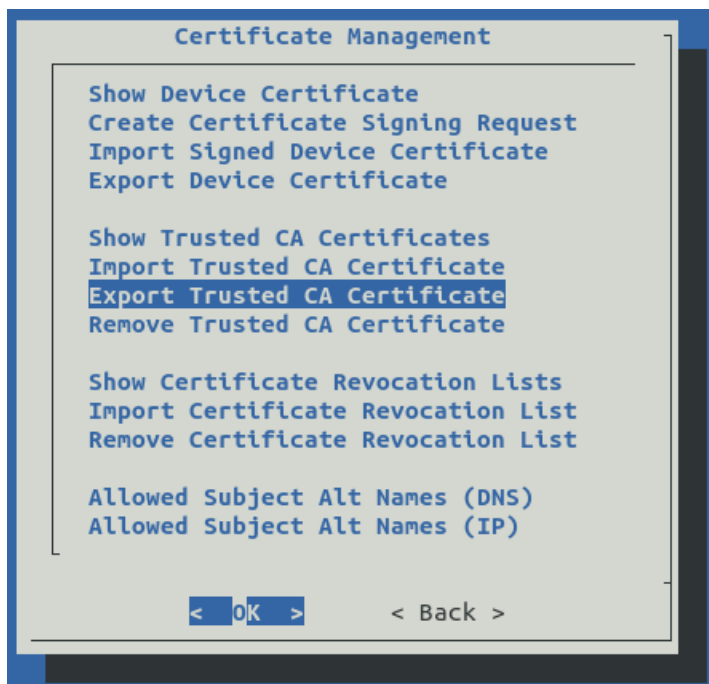 Certificate Management
Show Device Certificate
Create Certificate Signing Request
Import Signed Device Certificate
Export Device Certificate
Show Trusted CA Certificates
Import Trusted CA Certificate
Export Trusted CA Certificate
Remove Trusted CA Certificate
Show Certificate Revocation Lists
Import Certificate Revocation List
Remove Certificate Revocation List
Allowed Subject Alt Names (DNS)
Allowed Subject Alt Names (IP)
<  OK  > < Back >